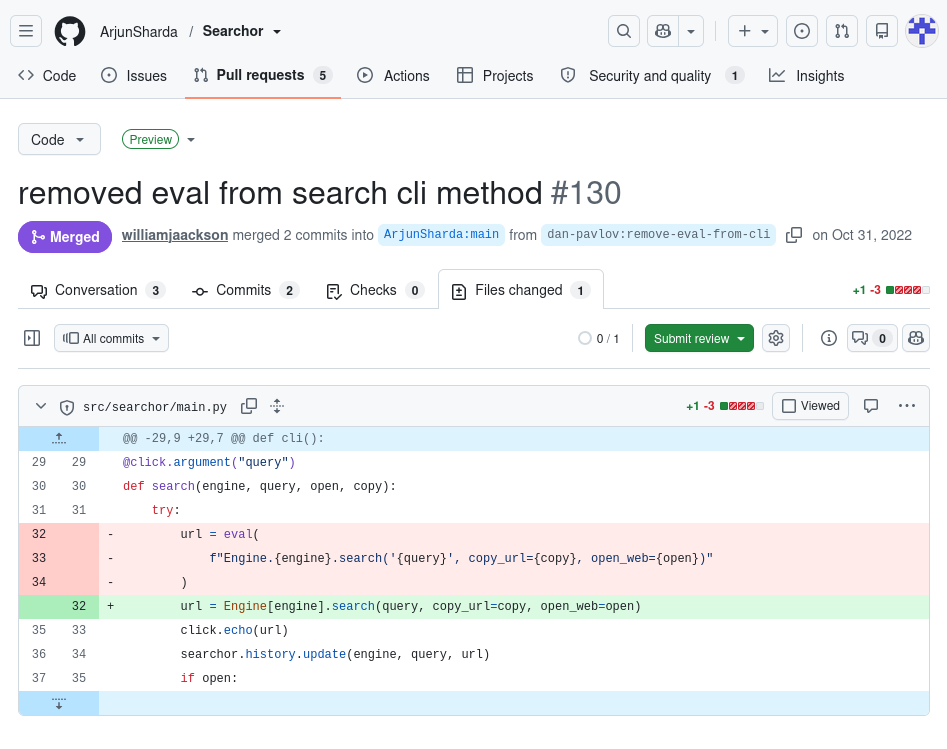 ArjunSharda / Searchor
Code Issues Pull requests 5 Actions Projects Security and quality 1 Insights
Code Preview
removed eval from search cli method #130
Merged williamjaackson merged 2 commits into ArjunSharda:main from dan-pavlov:remove-eval-from-cli on Oct 31, 2022
Conversation 3 Commits 2 Checks 0 Files changed 1 +1 -3
All commits 0 / 1 Submit review 0
src/searchor/main.py +1 -3 Viewed
@@ -29,9 +29,7 @@ def cli():
29 29 @click.argument("query")
30 30 def search(engine, query, open, copy):
31 31 try:
32 - url = eval(
33 - f"Engine.{engine}.search('{query}', copy_url={copy}, open_web={open})"
34 - )
32 + url = Engine[engine].search(query, copy_url=copy, open_web=open)
35 33 click.echo(url)
36 34 searchor.history.update(engine, query, url)
37 35 if open: